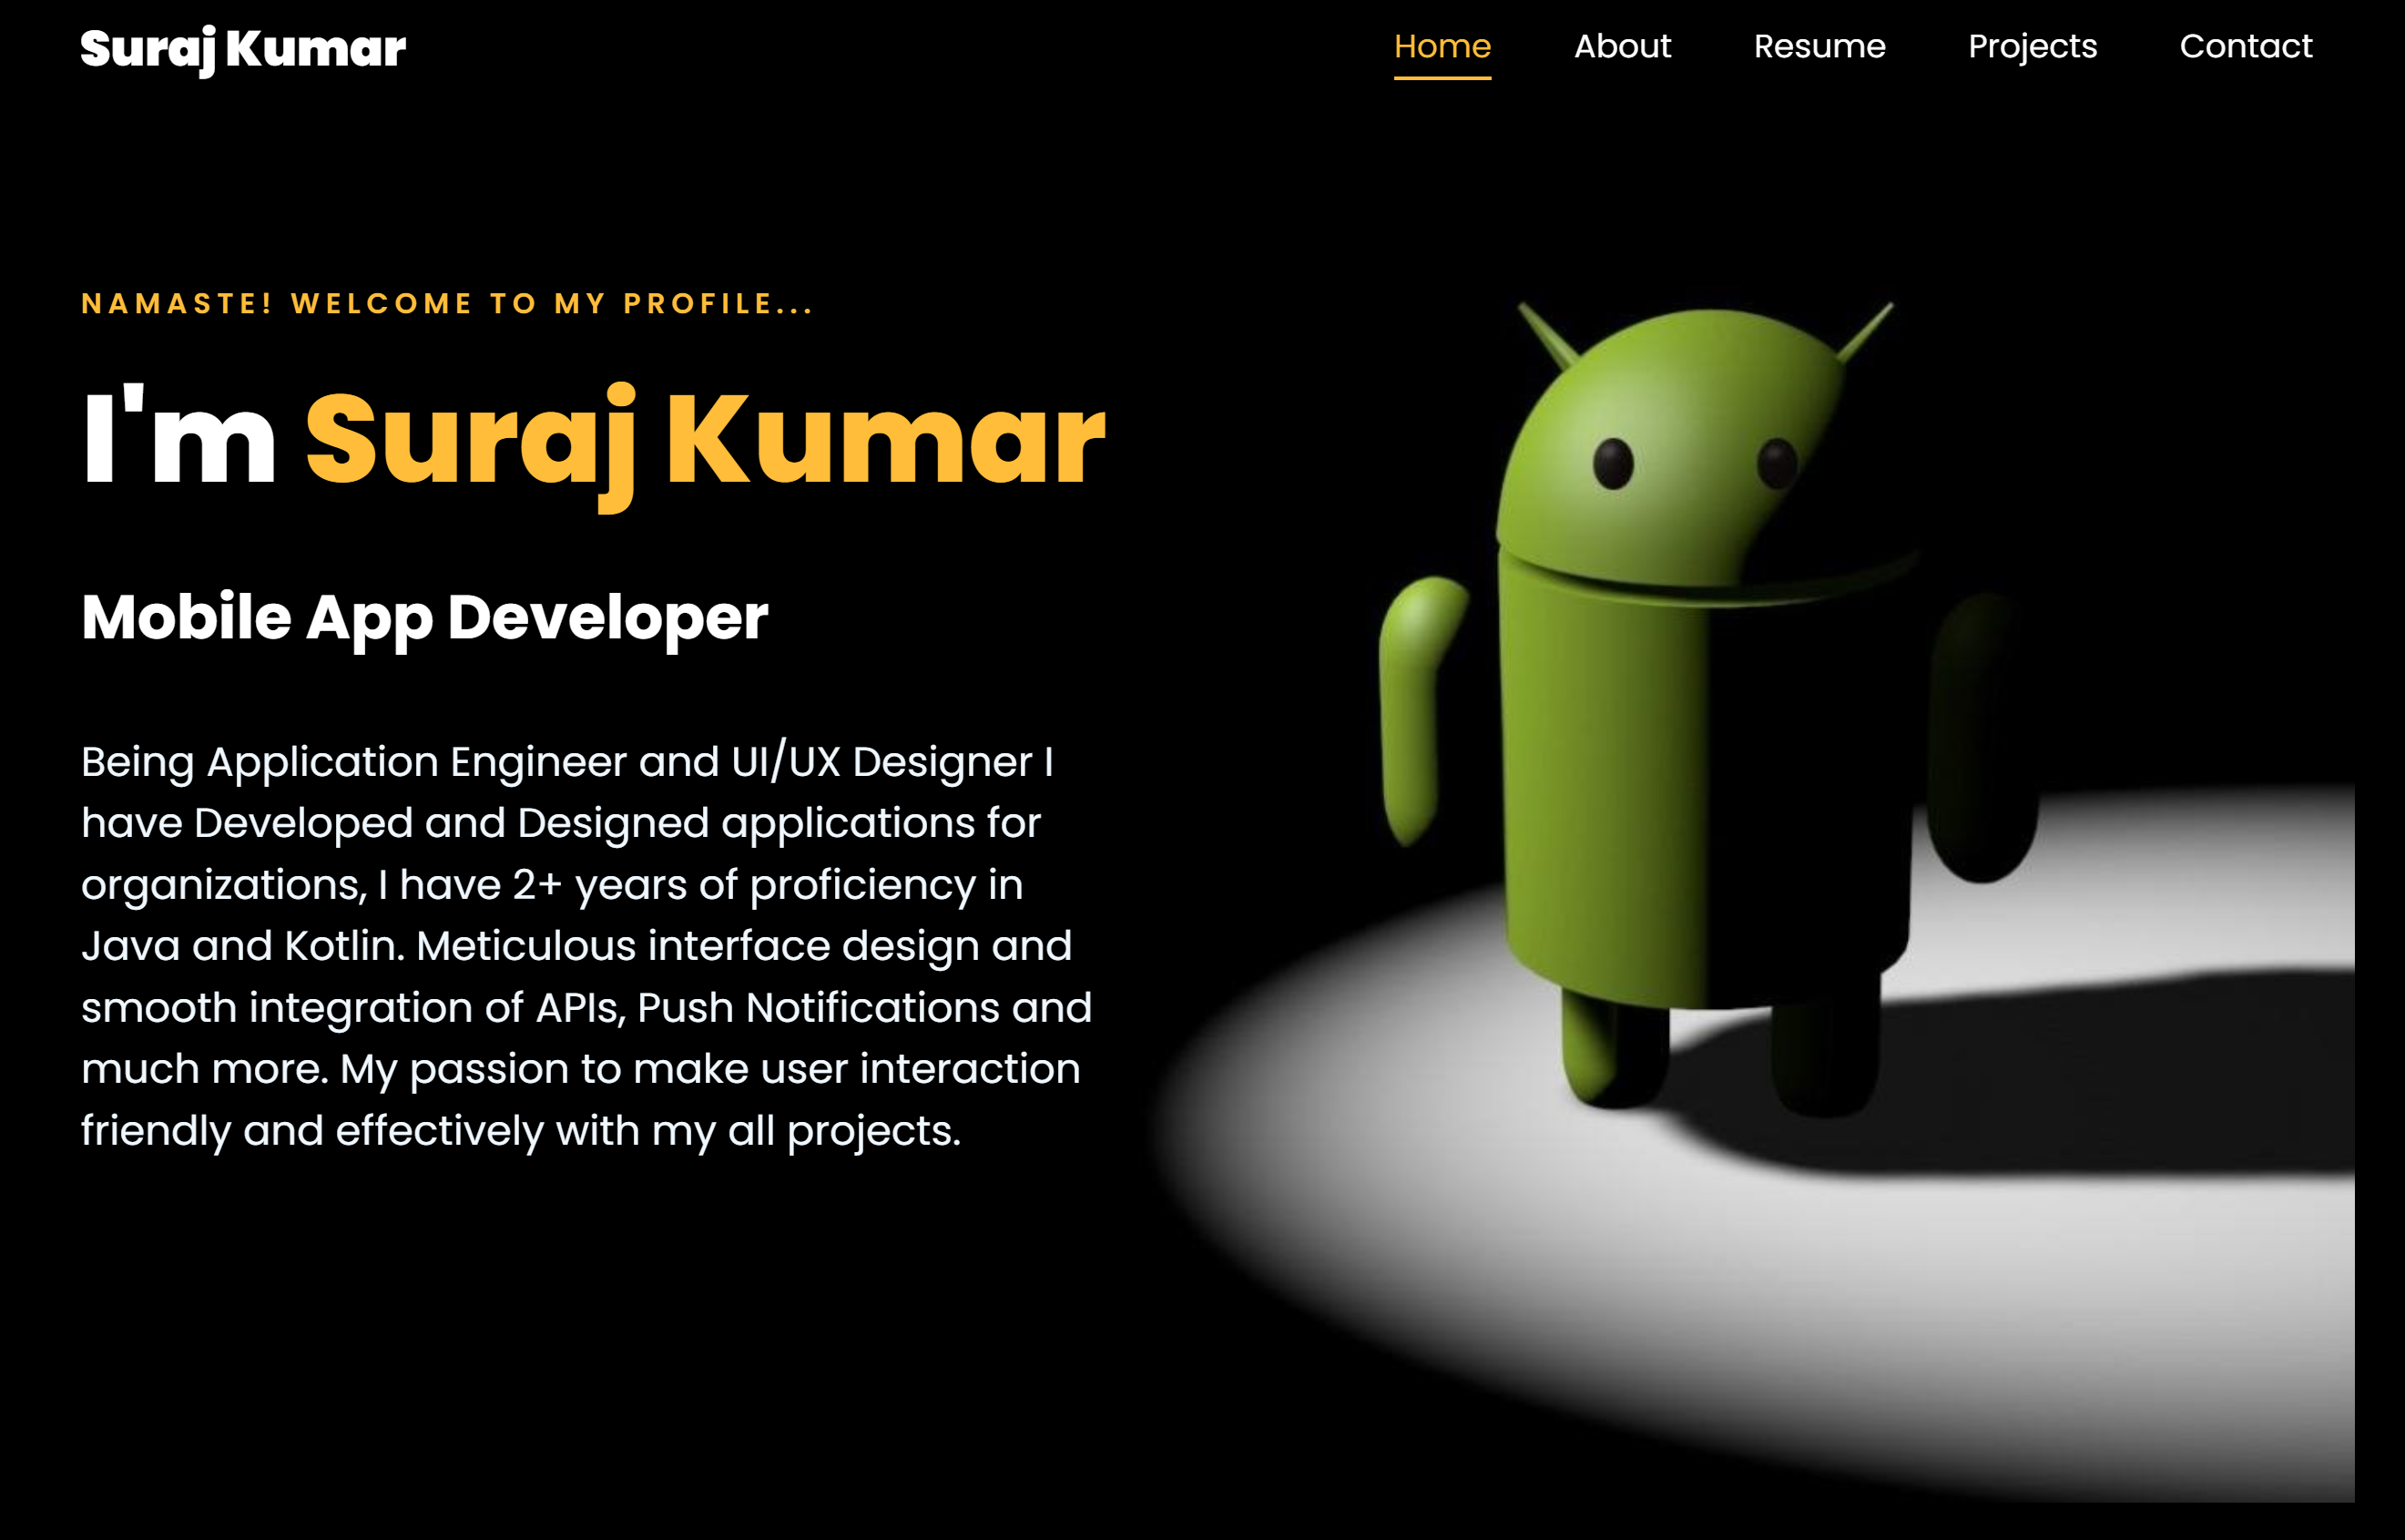 Suraj Kumar
Home About Resume Projects Contact
NAMASTE! WELCOME TO MY PROFILE...
I'm Suraj Kumar
Mobile App Developer
Being Application Engineer and UI/UX Designer I
have Developed and Designed applications for
organizations, I have 2+ years of proficiency in
Java and Kotlin. Meticulous interface design and
smooth integration of APIs, Push Notifications and
much more. My passion to make user interaction
friendly and effectively with my all projects.